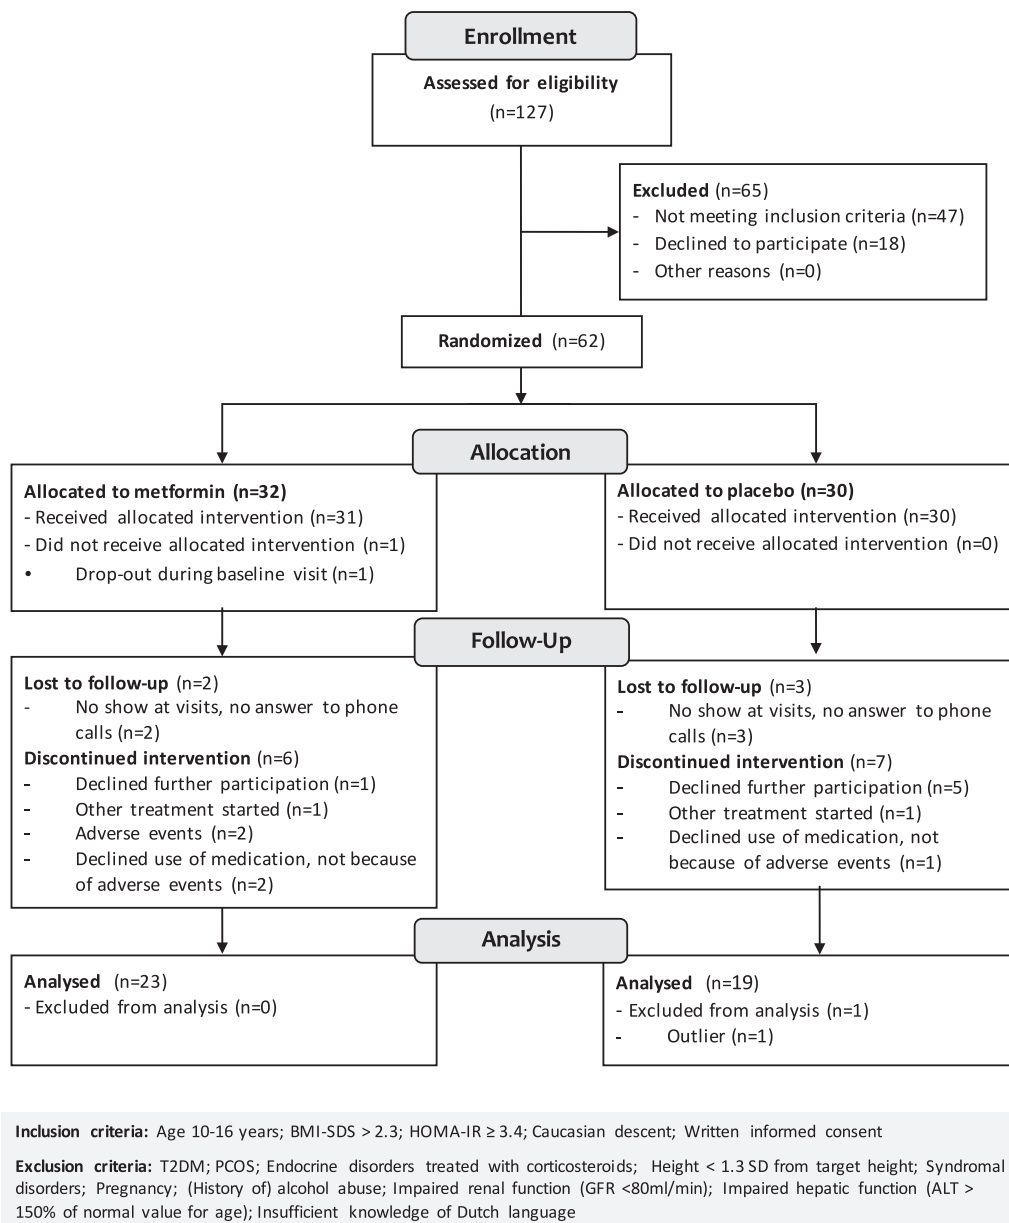 Enrollment
Assessed for eligibility
(n=127)
Excluded (n=65)
- Not meeting inclusion criteria (n=47)
- Declined to participate (n=18)
- Other reasons (n=0)
Randomized (n=62)
Allocation
Allocated to metformin (n=32)
- Received allocated intervention (n=31)
- Did not receive allocated intervention (n=1)
• Drop-out during baseline visit (n=1)
Allocated to placebo (n=30)
- Received allocated intervention (n=30)
- Did not receive allocated intervention (n=0)
Follow-Up
Lost to follow-up (n=2)
- No show at visits, no answer to phone
calls (n=2)
Discontinued intervention (n=6)
- Declined further participation (n=1)
- Other treatment started (n=1)
- Adverse events (n=2)
- Declined use of medication, not because
of adverse events (n=2)
Lost to follow-up (n=3)
- No show at visits, no answer to phone
calls (n=3)
Discontinued intervention (n=7)
- Declined further participation (n=5)
- Other treatment started (n=1)
- Declined use of medication, not
because of adverse events (n=1)
Analysis
Analysed (n=23)
- Excluded from analysis (n=0)
Analysed (n=19)
- Excluded from analysis (n=1)
- Outlier (n=1)
Inclusion criteria: Age 10-16 years; BMI-SDS > 2.3; HOMA-IR ≥ 3.4; Caucasian descent; Written informed consent
Exclusion criteria: T2DM; PCOS; Endocrine disorders treated with corticosteroids; Height < 1.3 SD from target height; Syndromal
disorders; Pregnancy; (History of) alcohol abuse; Impaired renal function (GFR <80ml/min); Impaired hepatic function (ALT >
150% of normal value for age); Insufficient knowledge of Dutch language